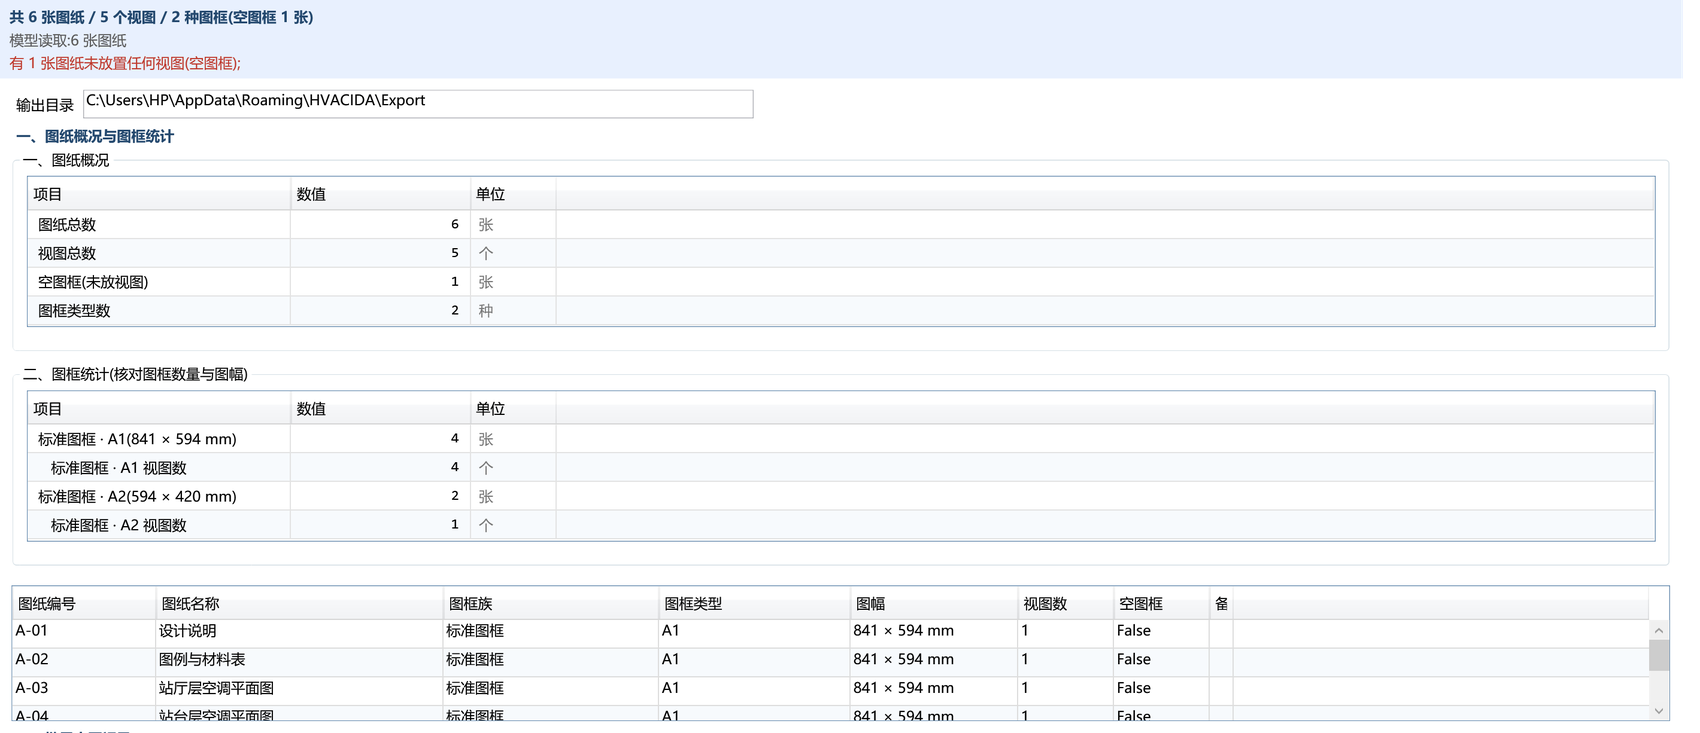 共 6 张图纸 / 5 个视图 / 2 种图框(空图框 1 张)
模型读取:6 张图纸
有 1 张图纸未放置任何视图(空图框);
输出目录 C:\Users\HP\AppData\Roaming\HVACIDA\Export
一、图纸概况与图框统计
一、图纸概况
项目 数值 单位
图纸总数 6 张
视图总数 5 个
空图框(未放视图) 1 张
图框类型数 2 种
二、图框统计(核对图框数量与图幅)
项目 数值 单位
标准图框 · A1(841 × 594 mm) 4 张
标准图框 · A1 视图数 4 个
标准图框 · A2(594 × 420 mm) 2 张
标准图框 · A2 视图数 1 个
图纸编号 图纸名称 图框族 图框类型 图幅 视图数 空图框 备
A-01 设计说明 标准图框 A1 841 × 594 mm 1 False
A-02 图例与材料表 标准图框 A1 841 × 594 mm 1 False
A-03 站厅层空调平面图 标准图框 A1 841 × 594 mm 1 False
A-04 站台层空调平面图 标准图框 A1 841 × 594 mm 1 False